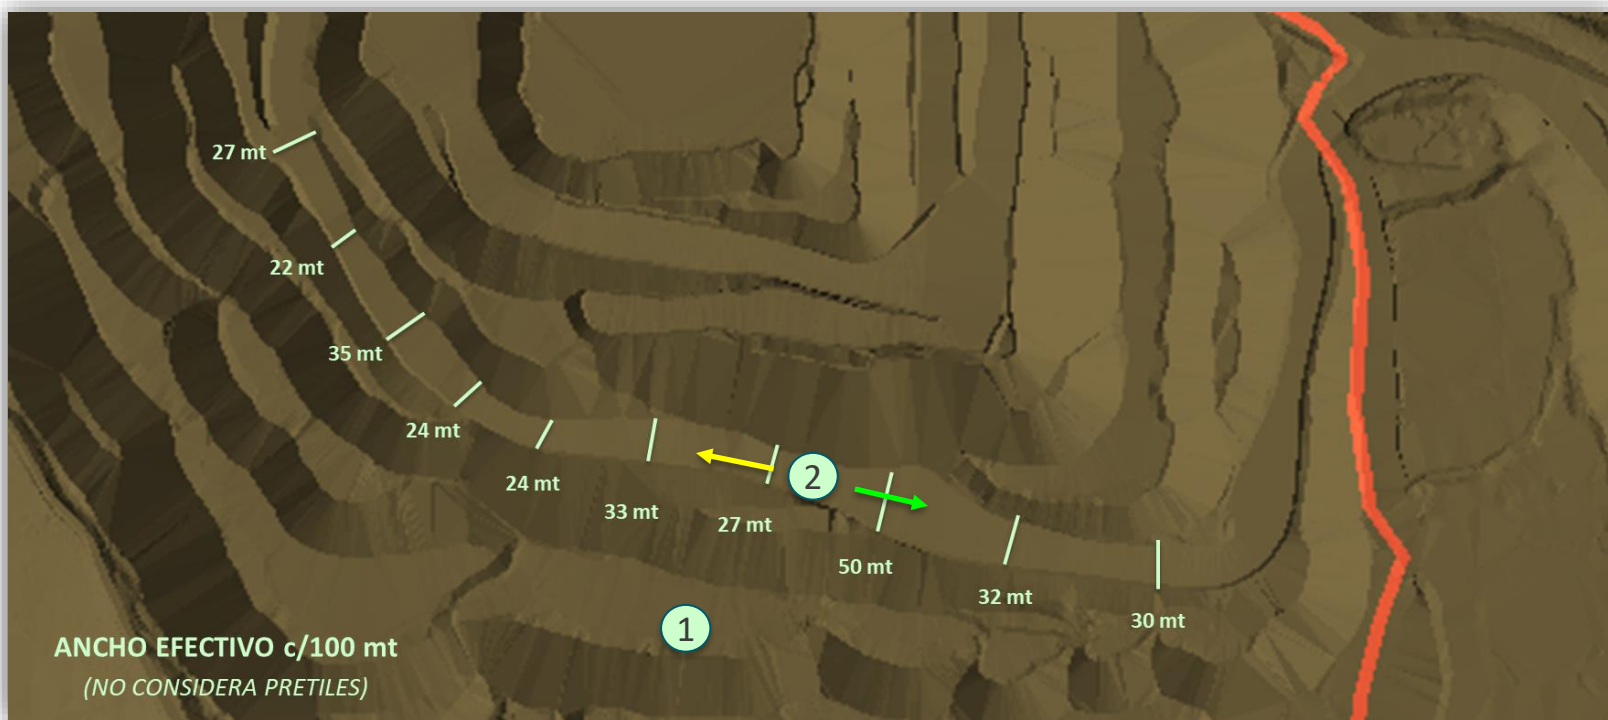 27 mt
22 mt
35 mt
24 mt
24 mt
33 mt
27 mt
2
50 mt
32 mt
30 mt
1
ANCHO EFECTIVO c/100 mt
(NO CONSIDERA PRETILES)